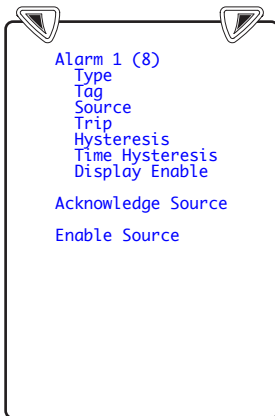 Alarm 1 (8)
Type
Tag
Source
Trip
Hysteresis
Time Hysteresis
Display Enable
Acknowledge Source
Enable Source